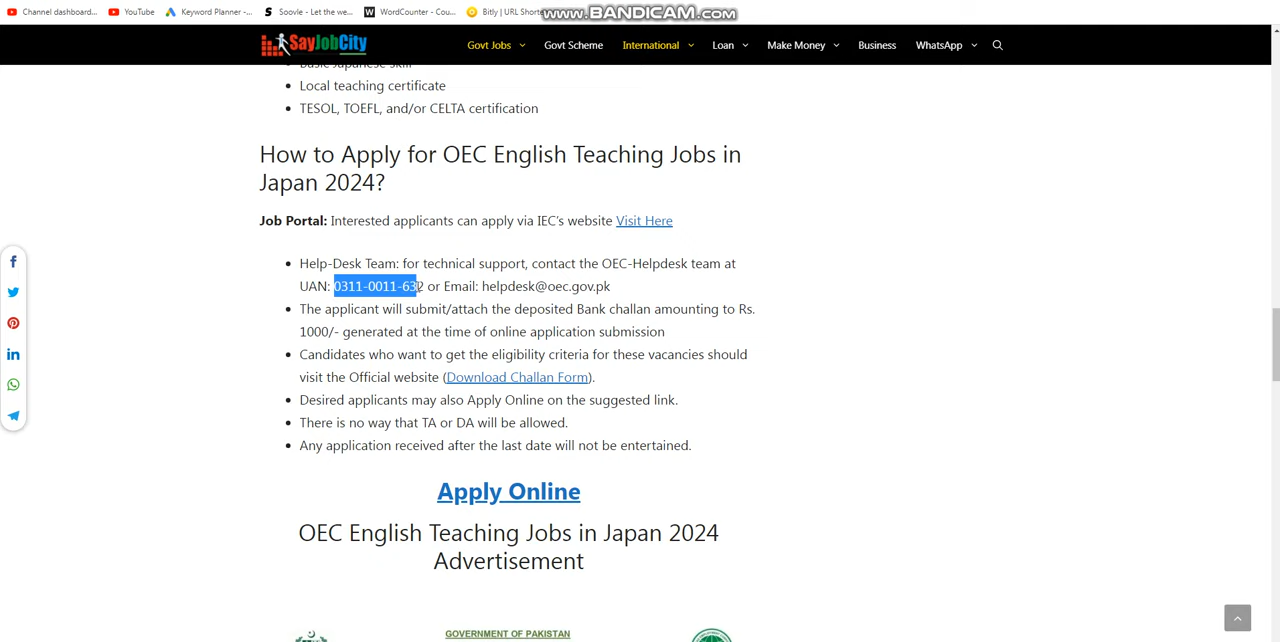 Channel dashboard... YouTube Keyword Planner -... Soovle - Let the we... WordCounter - Cou... Bitly | URL Shorte
www.BANDICAM.com
SayJobCity Govt Jobs Govt Scheme International Loan Make Money Business WhatsApp
Basic Japanese skill
Local teaching certificate
TESOL, TOEFL, and/or CELTA certification
How to Apply for OEC English Teaching Jobs in
Japan 2024?
Job Portal: Interested applicants can apply via IEC's website Visit Here
Help-Desk Team: for technical support, contact the OEC-Helpdesk team at
UAN: 0311-0011-632 or Email: helpdesk@oec.gov.pk
The applicant will submit/attach the deposited Bank challan amounting to Rs.
1000/- generated at the time of online application submission
Candidates who want to get the eligibility criteria for these vacancies should
visit the Official website (Download Challan Form).
Desired applicants may also Apply Online on the suggested link.
There is no way that TA or DA will be allowed.
Any application received after the last date will not be entertained.
Apply Online
OEC English Teaching Jobs in Japan 2024
Advertisement
GOVERNMENT OF PAKISTAN